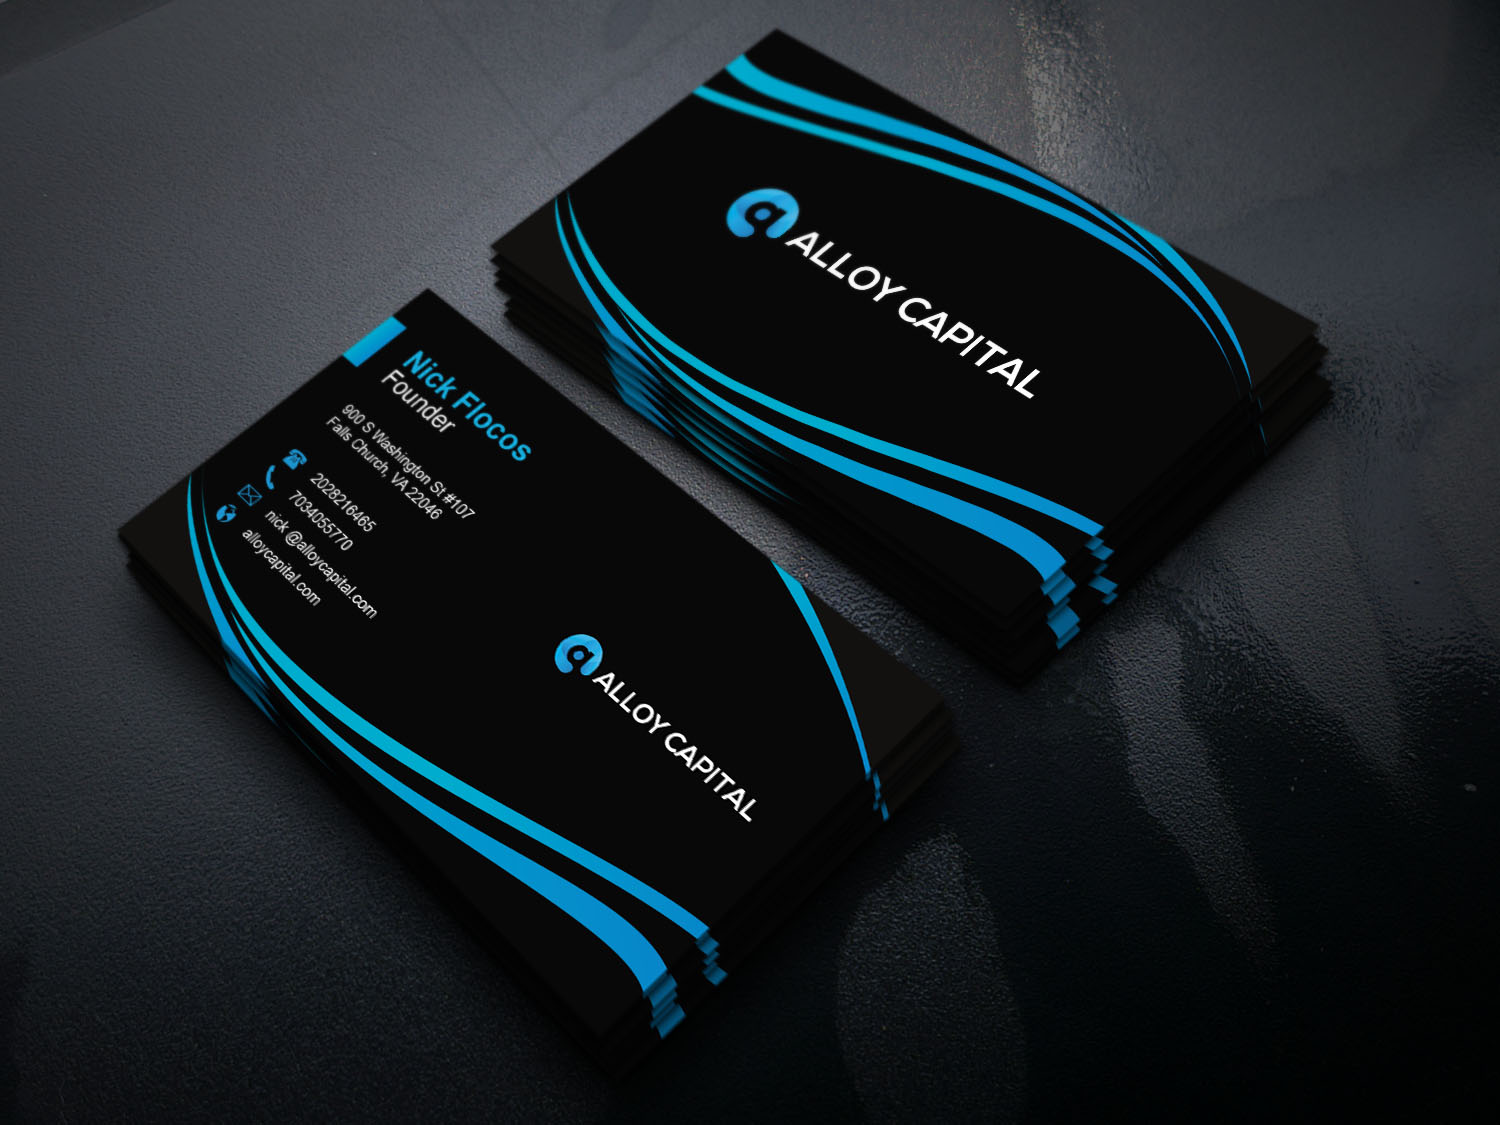 a ALLOY CAPITAL
Nick Flocos
Founder
900 S Washington St #107
Falls Church, VA 22046
2028216465
7034055770
nick @alloycapital.com
alloycapital.com
a ALLOY CAPITAL